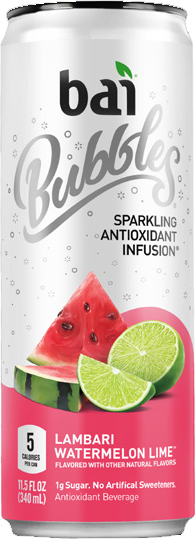 bai
Bubbles
SPARKLING
ANTIOXIDANT
INFUSION*
5
CALORIES
PER CAN
LAMBARI
WATERMELON LIME™
FLAVORED WITH OTHER NATURAL FLAVORS
11.5 FL OZ
(340 mL)
1g Sugar. No Artifical Sweeteners.
Antioxidant Beverage